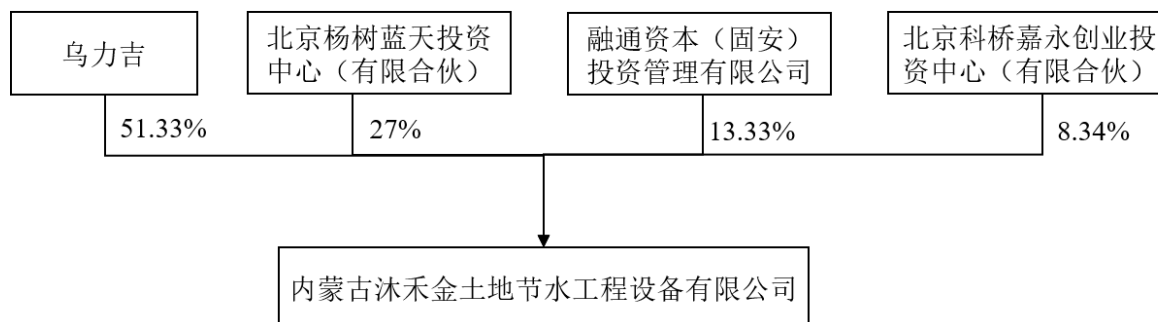 乌力吉
北京杨树蓝天投资
中心（有限合伙）
融通资本（固安）
投资管理有限公司
北京科桥嘉永创业投
资中心（有限合伙）
51.33%
27%
13.33%
8.34%
内蒙古沐禾金土地节水工程设备有限公司